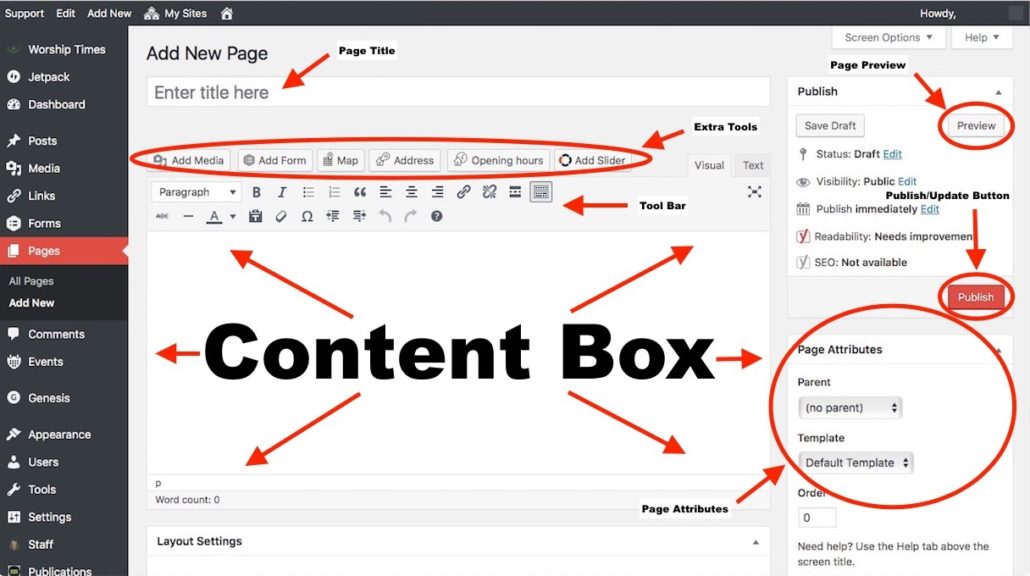 Support Edit Add New My Sites Howdy,
Worship Times
Jetpack
Dashboard
Posts
Media
Links
Forms
Pages
All Pages
Add New
Comments
Events
Genesis
Appearance
Users
Tools
Settings
Staff
Publications
Screen Options Help
Add New Page
Page Title
Enter title here
Extra Tools
Add Media Add Form Map Address Opening hours Add Slider
Visual Text
Paragraph
B I
ABC A Ω
Tool Bar
Content Box
p
Word count: 0
Layout Settings
Page Preview
Publish
Save Draft Preview
Status: Draft Edit
Visibility: Public Edit
Publish/Update Button
Publish immediately Edit
Readability: Needs improvement
SEO: Not available
Publish
Page Attributes
Parent
(no parent)
Template
Default Template
Page Attributes
Order
0
Need help? Use the Help tab above the
screen title.